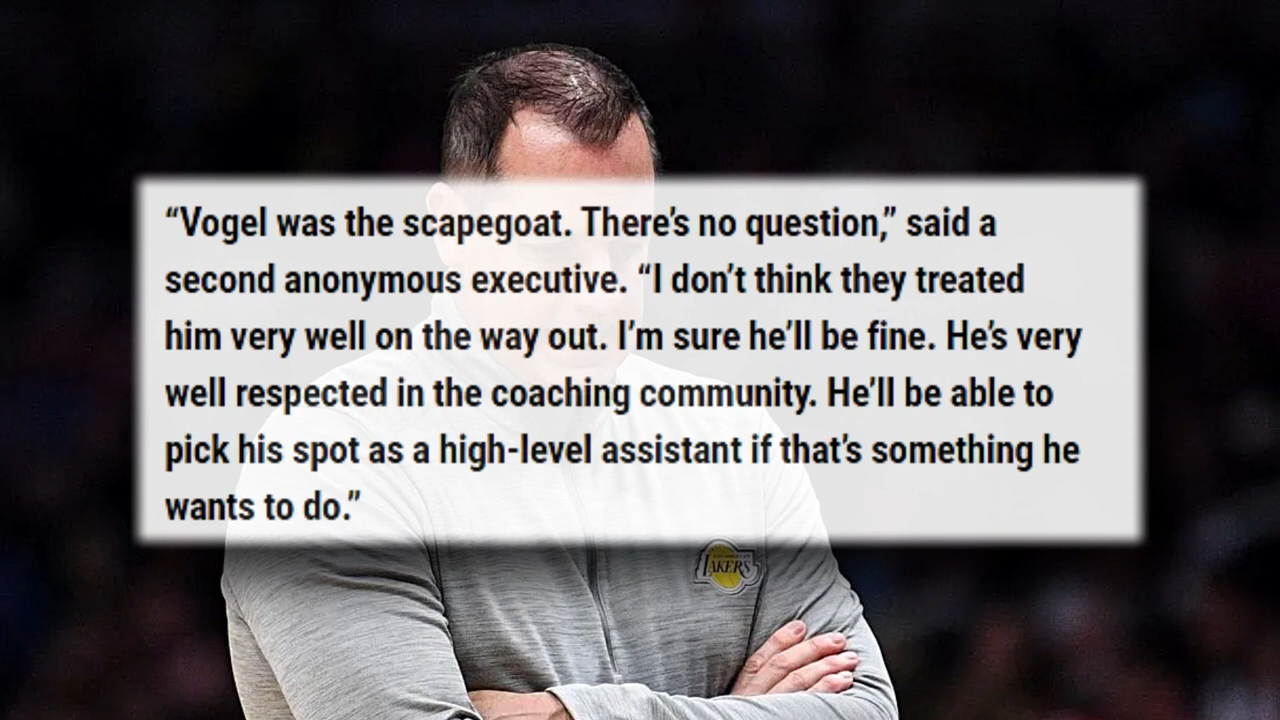 “Vogel was the scapegoat. There’s no question,” said a
second anonymous executive. “I don’t think they treated
him very well on the way out. I’m sure he’ll be fine. He’s very
well respected in the coaching community. He’ll be able to
pick his spot as a high-level assistant if that’s something he
wants to do.”
LAKERS